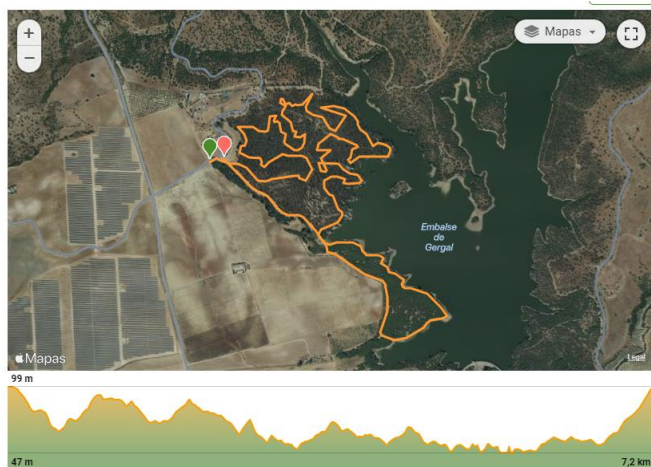 +
Mapas
−
Embalse
de
Gergal
Mapas
Legal
99 m
47 m
7,2 km